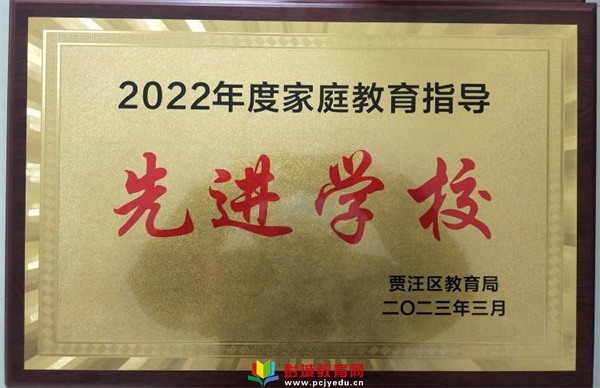 2022年度家庭教育指导
先进学校
贾汪区教育局
二〇二三年三月
彭城教育网
www.pcjyedu.cn